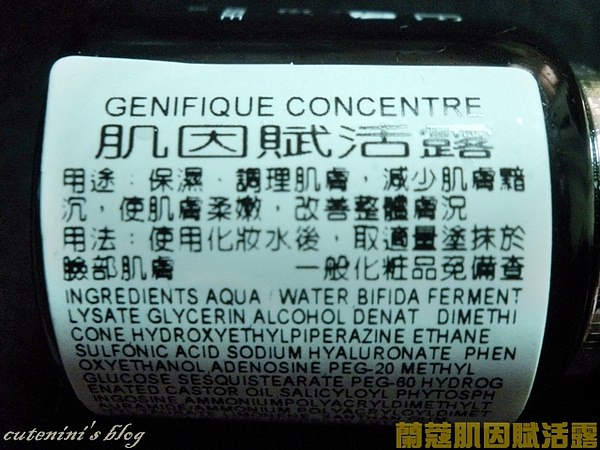 GENIFIQUE CONCENTRE
肌因賦活露
用途：保濕、調理肌膚，減少肌膚黯
沉，使肌膚柔嫩，改善整體膚況
用法：使用化妝水後，取適量塗抹於
臉部肌膚 一般化粧品免備查
INGREDIENTS AQUA / WATER, BIFIDA FERMENT
LYSATE GLYCERIN ALCOHOL DENAT DIMETHI
CONE HYDROXYETHYLPIPERAZINE ETHANE
SULFONIC ACID SODIUM HYALURONATE PHEN
OXYETHANOL ADENOSINE, PEG-20 METHYL
GLUCOSE SESQUISTEARATE PEG-60 HYDROG
ENATED CASTOR OIL SALICYLOYL PHYTOSPH
INGOSINE AMMONIUM POLYACRYLDIMETHYLT
cutenini's blog
蘭蔻肌因賦活露